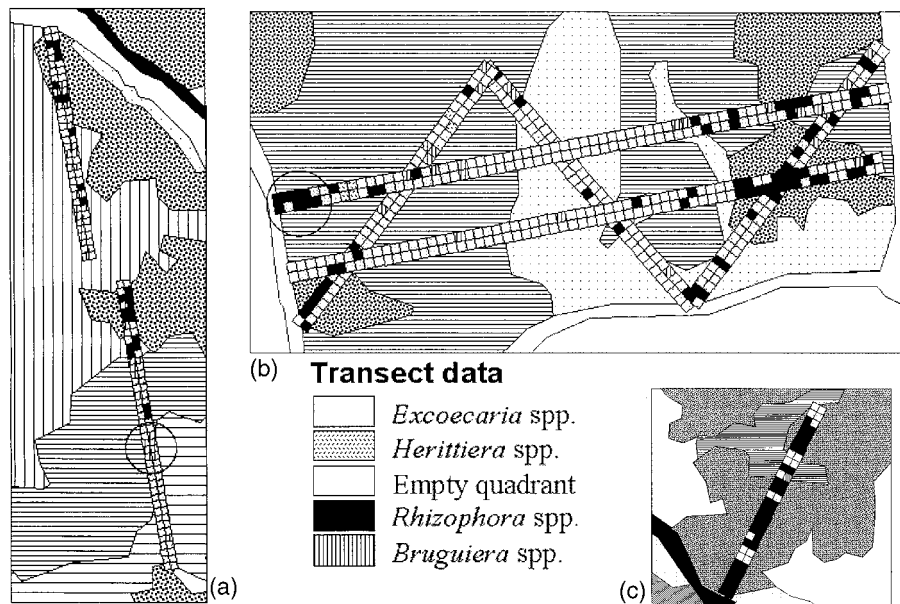 (a)
(b)
Transect data
Excoecaria spp.
Herittiera spp.
Empty quadrant
Rhizophora spp.
Bruguiera spp.
(c)